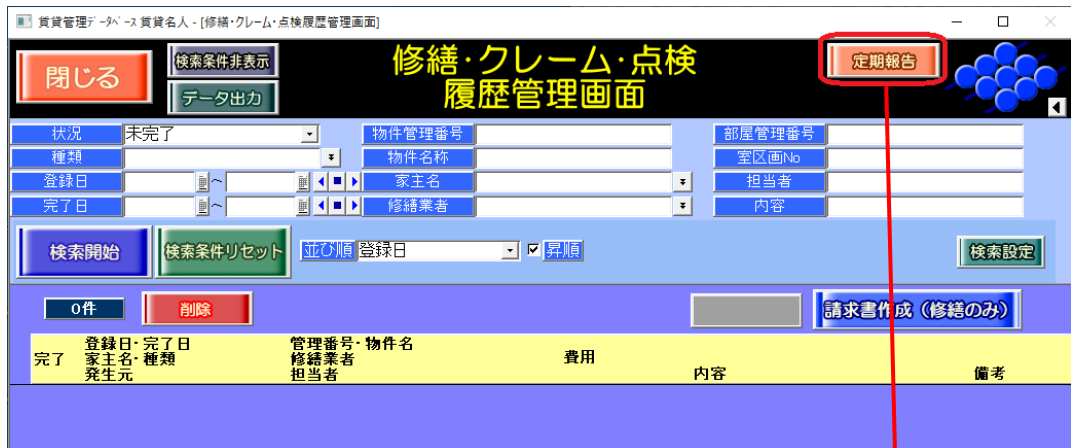 賃貸管理ﾃﾞｰﾀﾍﾞｰｽ 賃貸名人 - [修繕・クレーム・点検履歴管理画面]
閉じる
検索条件非表示
データ出力
修繕・クレーム・点検
履歴管理画面
定期報告
状況 未完了 物件管理番号 部屋管理番号
種類 物件名称 室区画No
登録日 ～ 家主名 担当者
完了日 ～ 修繕業者 内容
検索開始 検索条件リセット 並び順 登録日 昇順 検索設定
0件 削除 請求書作成（修繕のみ）
登録日・完了日 管理番号・物件名
完了 家主名・種類 修繕業者 費用
発生元 担当者 内容 備考